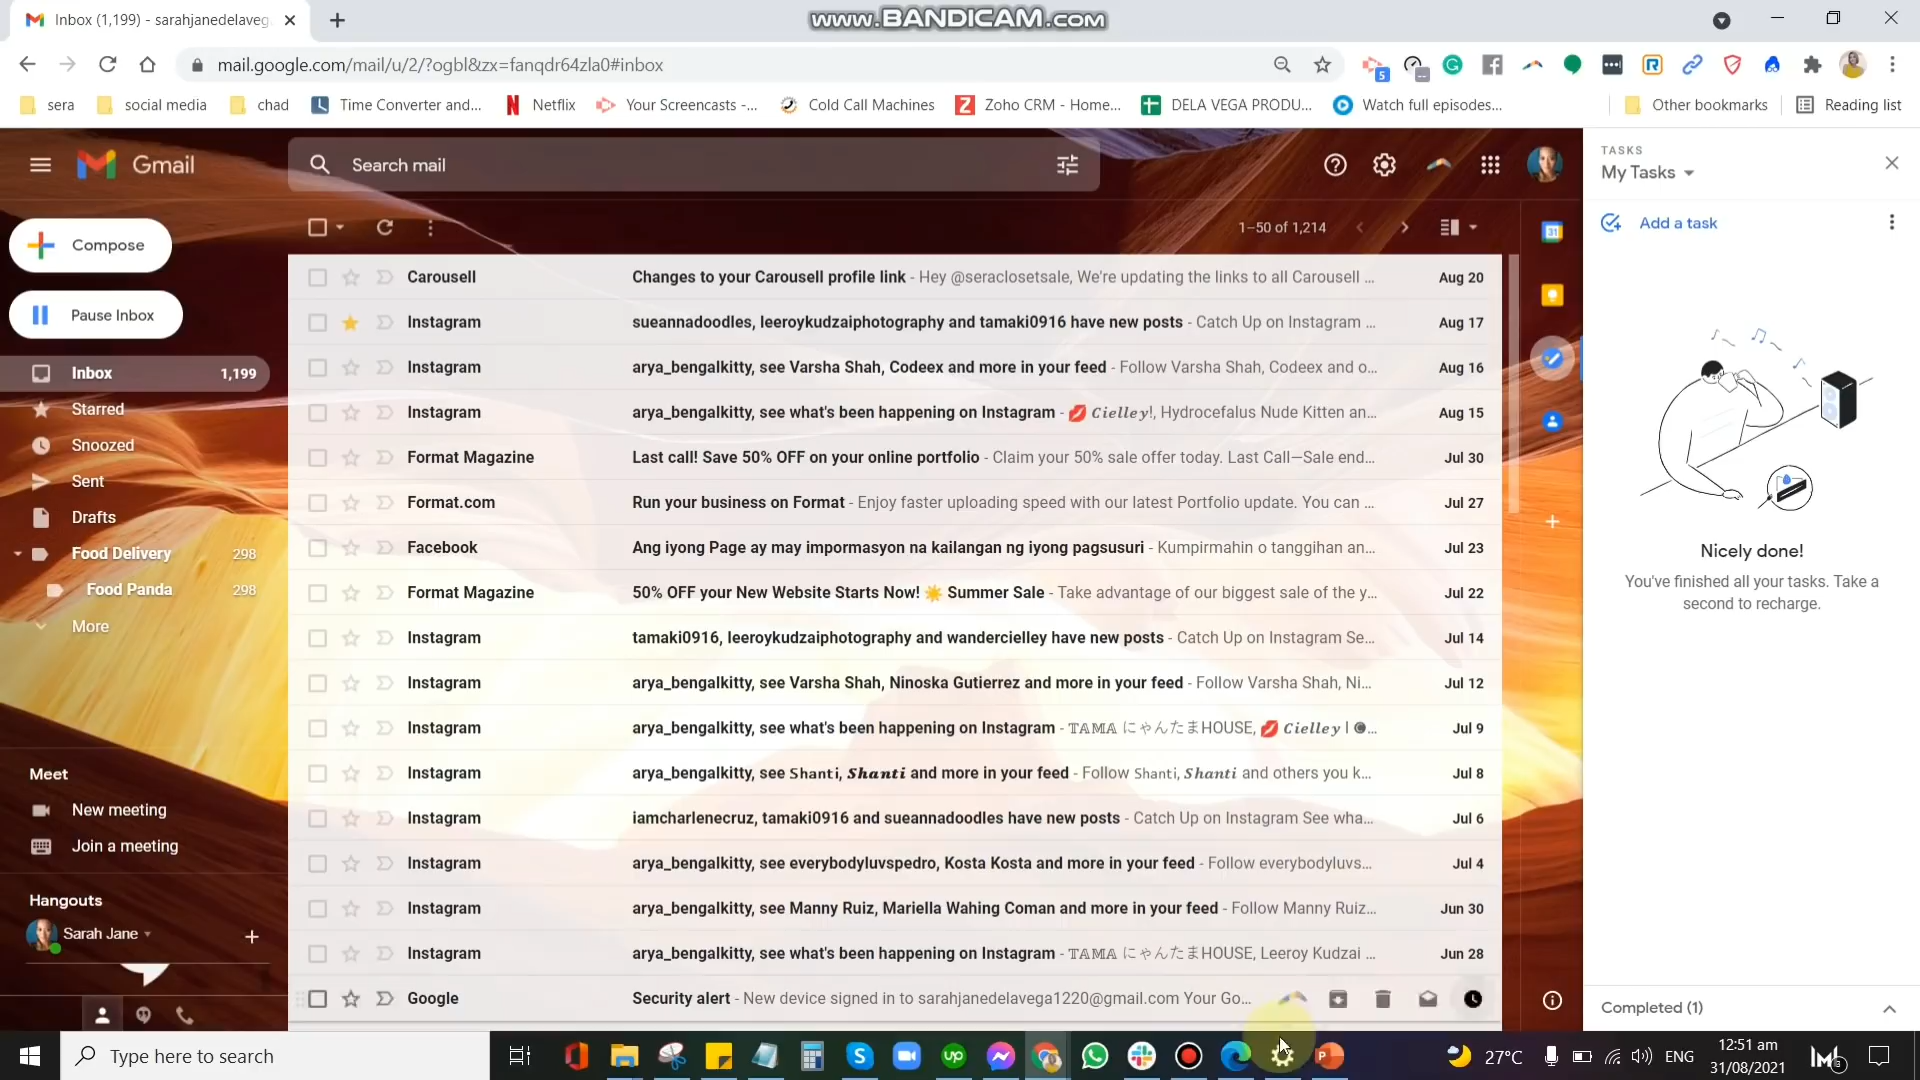 Inbox (1,199) - sarahjanedelaveg
www.BANDICAM.com
mail.google.com/mail/u/2/?ogbl&zx=fanqdr64zla0#inbox
5
sera
social media
chad
Time Converter and...
Netflix
Your Screencasts -...
Cold Call Machines
Zoho CRM - Home...
DELA VEGA PRODU...
Watch full episodes...
Other bookmarks
Reading list
Gmail
Search mail
TASKS
My Tasks
Add a task
Compose
1–50 of 1,214
Pause Inbox
Inbox 1,199
Starred
Snoozed
Sent
Drafts
Food Delivery 298
Food Panda 298
More
Carousell Changes to your Carousell profile link - Hey @seraclosetsale, We're updating the links to all Carousell ... Aug 20
Instagram sueannadoodles, leeroykudzaiphotography and tamaki0916 have new posts - Catch Up on Instagram ... Aug 17
Instagram arya_bengalkitty, see Varsha Shah, Codeex and more in your feed - Follow Varsha Shah, Codeex and o... Aug 16
Instagram arya_bengalkitty, see what's been happening on Instagram - 💋 𝑪𝒊𝒆𝒍𝒍𝒆𝒚!, Hydrocefalus Nude Kitten an... Aug 15
Format Magazine Last call! Save 50% OFF on your online portfolio - Claim your 50% sale offer today. Last Call—Sale end... Jul 30
Format.com Run your business on Format - Enjoy faster uploading speed with our latest Portfolio update. You can ... Jul 27
Facebook Ang iyong Page ay may impormasyon na kailangan ng iyong pagsusuri - Kumpirmahin o tanggihan an... Jul 23
Format Magazine 50% OFF your New Website Starts Now! ☀️ Summer Sale - Take advantage of our biggest sale of the y... Jul 22
Instagram tamaki0916, leeroykudzaiphotography and wandercielley have new posts - Catch Up on Instagram Se... Jul 14
Instagram arya_bengalkitty, see Varsha Shah, Ninoska Gutierrez and more in your feed - Follow Varsha Shah, Ni... Jul 12
Instagram arya_bengalkitty, see what's been happening on Instagram - 𝕋𝔸𝕄𝔸 にゃんたまHOUSE, 💋 𝑪𝒊𝒆𝒍𝒍𝒆𝒚 | ... Jul 9
Instagram arya_bengalkitty, see Shanti, 𝑺𝒉𝒂𝒏𝒕𝒊 and more in your feed - Follow Shanti, 𝑺𝒉𝒂𝒏𝒕𝒊 and others you k... Jul 8
Instagram iamcharlenecruz, tamaki0916 and sueannadoodles have new posts - Catch Up on Instagram See wha... Jul 6
Instagram arya_bengalkitty, see everybodyluvspedro, Kosta Kosta and more in your feed - Follow everybodyluvs... Jul 4
Instagram arya_bengalkitty, see Manny Ruiz, Mariella Wahing Coman and more in your feed - Follow Manny Ruiz... Jun 30
Instagram arya_bengalkitty, see what's been happening on Instagram - 𝕋𝔸𝕄𝔸 にゃんたまHOUSE, Leeroy Kudzai ... Jun 28
Google Security alert - New device signed in to sarahjanedelavega1220@gmail.com Your Go...
31
Nicely done!
You've finished all your tasks. Take a
second to recharge.
Completed (1)
Meet
New meeting
Join a meeting
Hangouts
Sarah Jane
Type here to search
27°C
ENG
12:51 am
31/08/2021
3